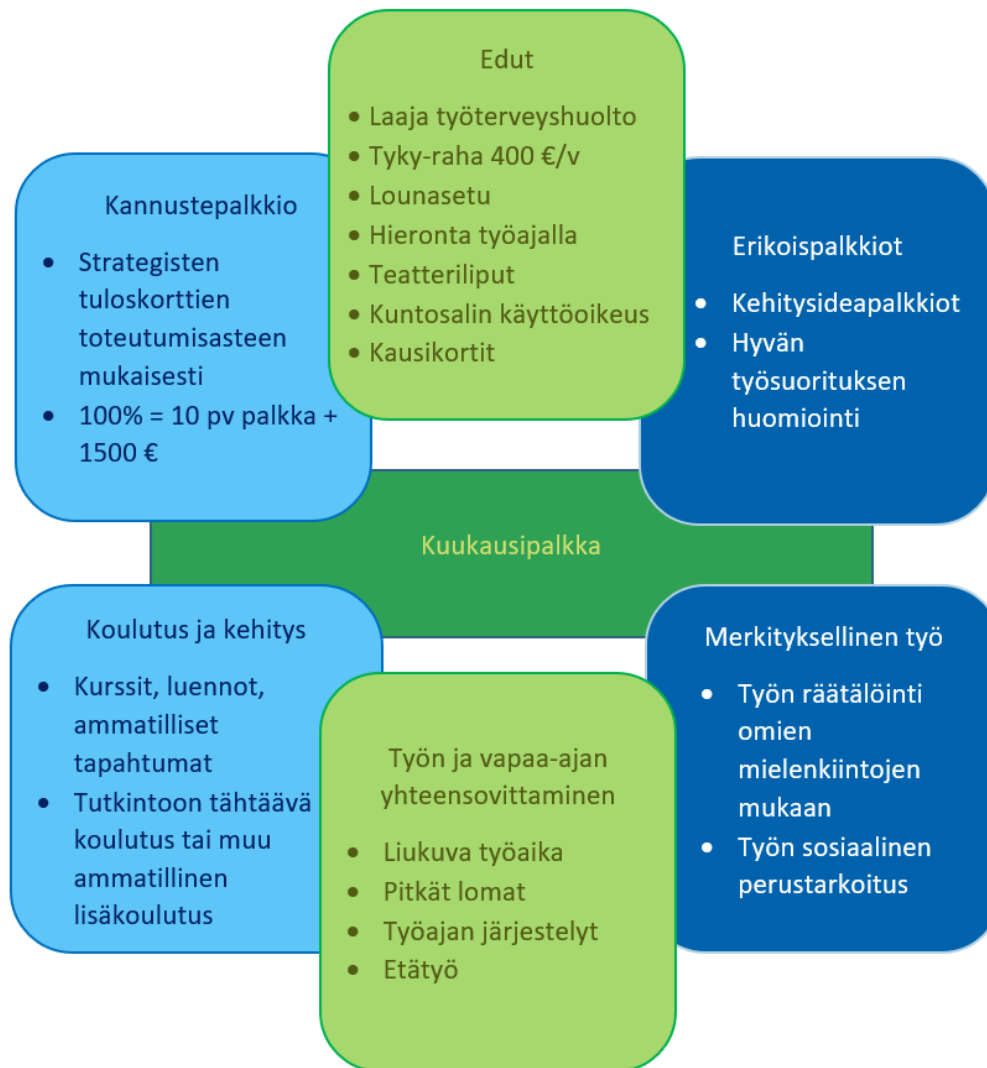 Edut
• Laaja työterveyshuolto
• Tyky-raha 400 €/v
• Lounasetu
• Hieronta työajalla
• Teatteriliput
• Kuntosalin käyttöoikeus
• Kausikortit
Kannustepalkkio
• Strategisten
tuloskorttien
toteutumisasteen
mukaisesti
• 100% = 10 pv palkka +
1500 €
Erikoispalkkiot
• Kehitysideapalkkiot
• Hyvän
työsuorituksen
huomiointi
Kuukausipalkka
Koulutus ja kehitys
• Kurssit, luennot,
ammatilliset
tapahtumat
• Tutkintoon tähtäävä
koulutus tai muu
ammatillinen
lisäkoulutus
Työn ja vapaa-ajan
yhteensovittaminen
• Liukuva työaika
• Pitkät lomat
• Työajan järjestelyt
• Etätyö
Merkityksellinen työ
• Työn räätälöinti
omien
mielenkiintojen
mukaan
• Työn sosiaalinen
perustarkoitus